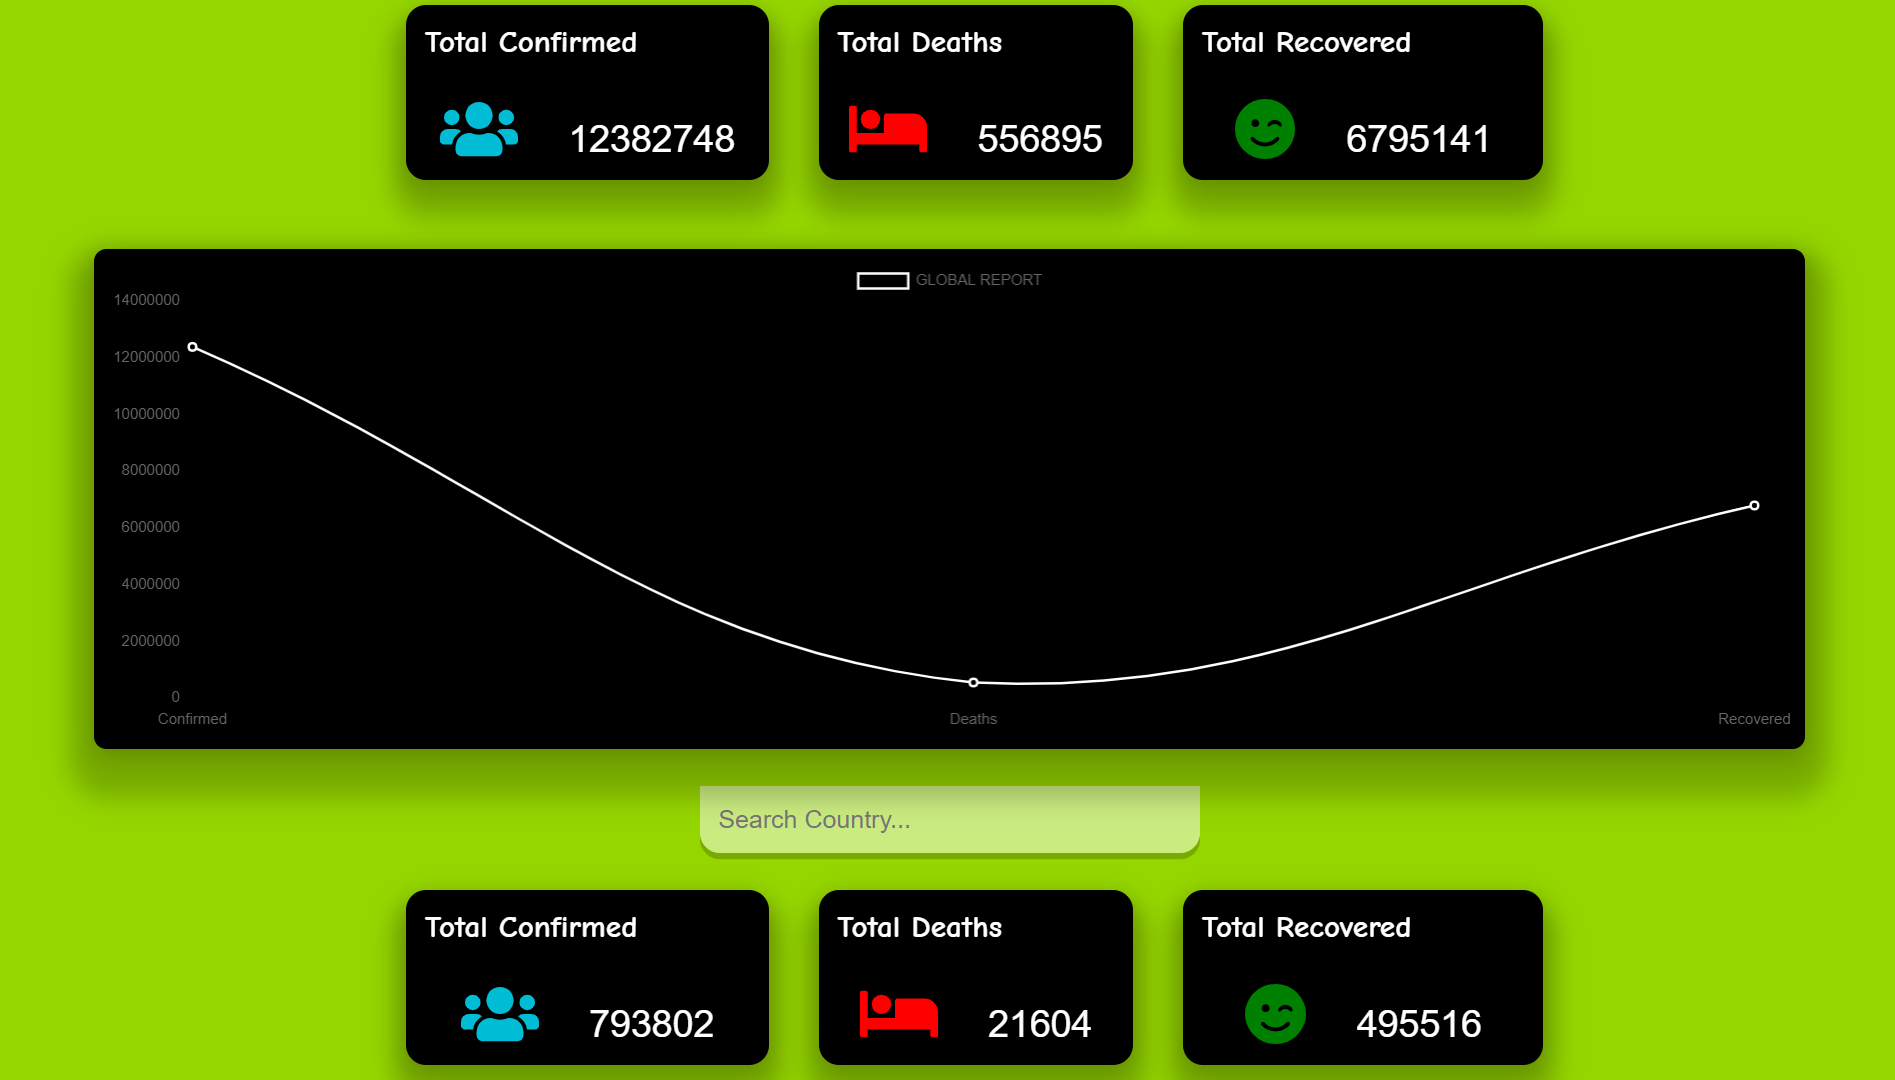 Total Confirmed
12382748
Total Deaths
556895
Total Recovered
6795141
GLOBAL REPORT
14000000
12000000
10000000
8000000
6000000
4000000
2000000
0
Confirmed
Deaths
Recovered
Search Country...
Total Confirmed
793802
Total Deaths
21604
Total Recovered
495516